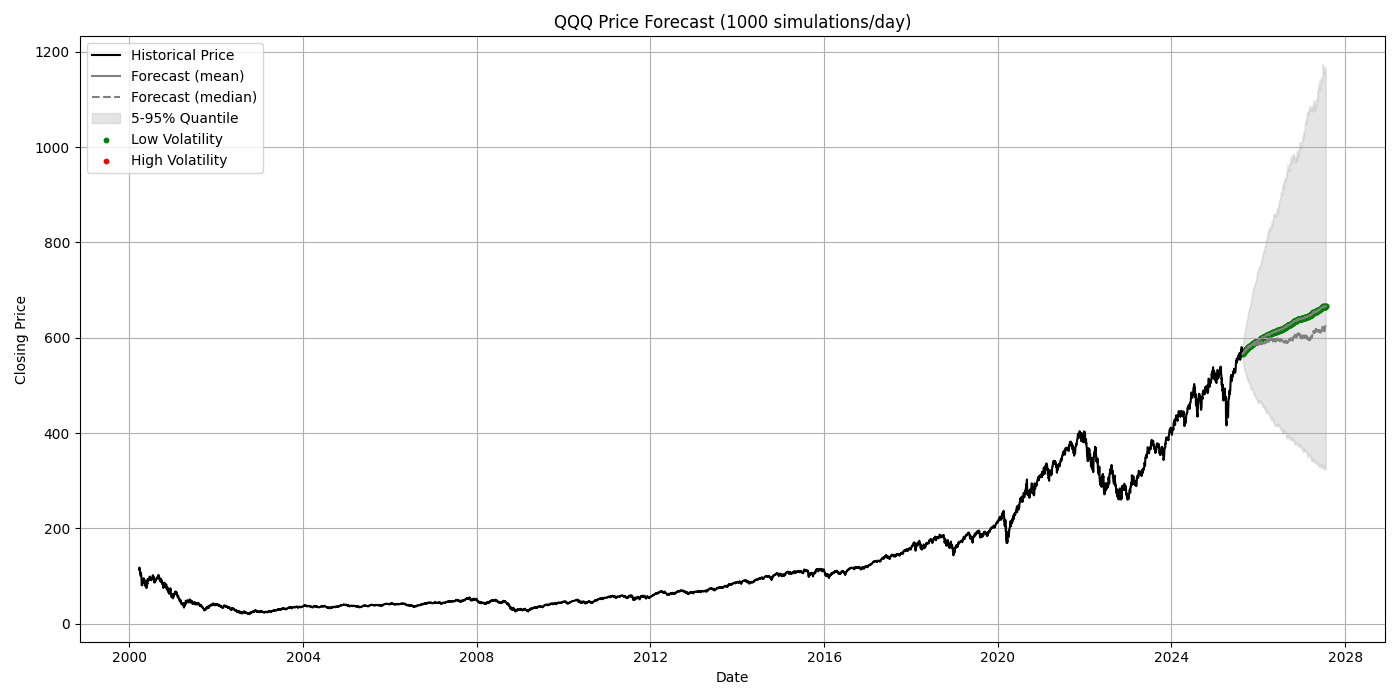 QQQ Price Forecast (1000 simulations/day)
Historical Price
Forecast (mean)
Forecast (median)
5-95% Quantile
Low Volatility
High Volatility
1200
1000
800
600
400
200
0
Closing Price
2000 2004 2008 2012 2016 2020 2024 2028
Date